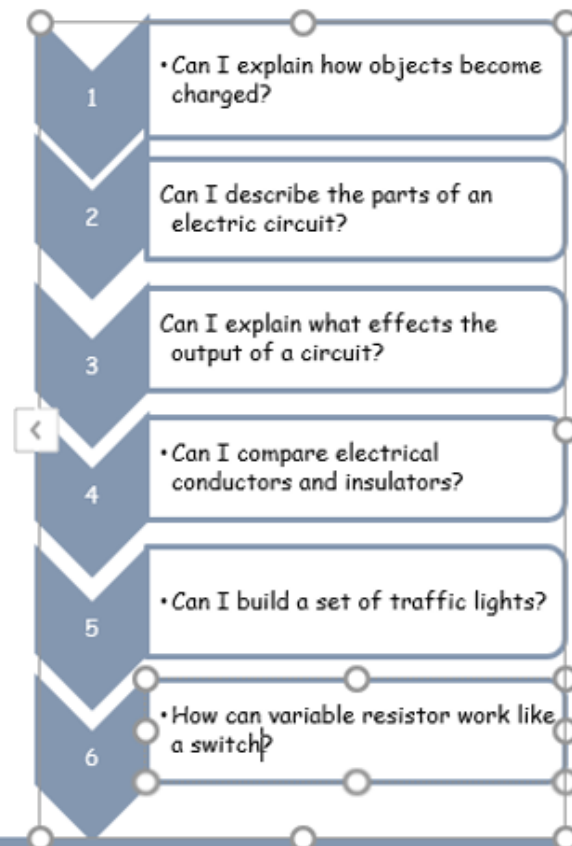 1
•Can I explain how objects become
charged?
2
Can I describe the parts of an
electric circuit?
3
Can I explain what effects the
output of a circuit?
4
•Can I compare electrical
conductors and insulators?
5
•Can I build a set of traffic lights?
6
•How can variable resistor work like
a switch?